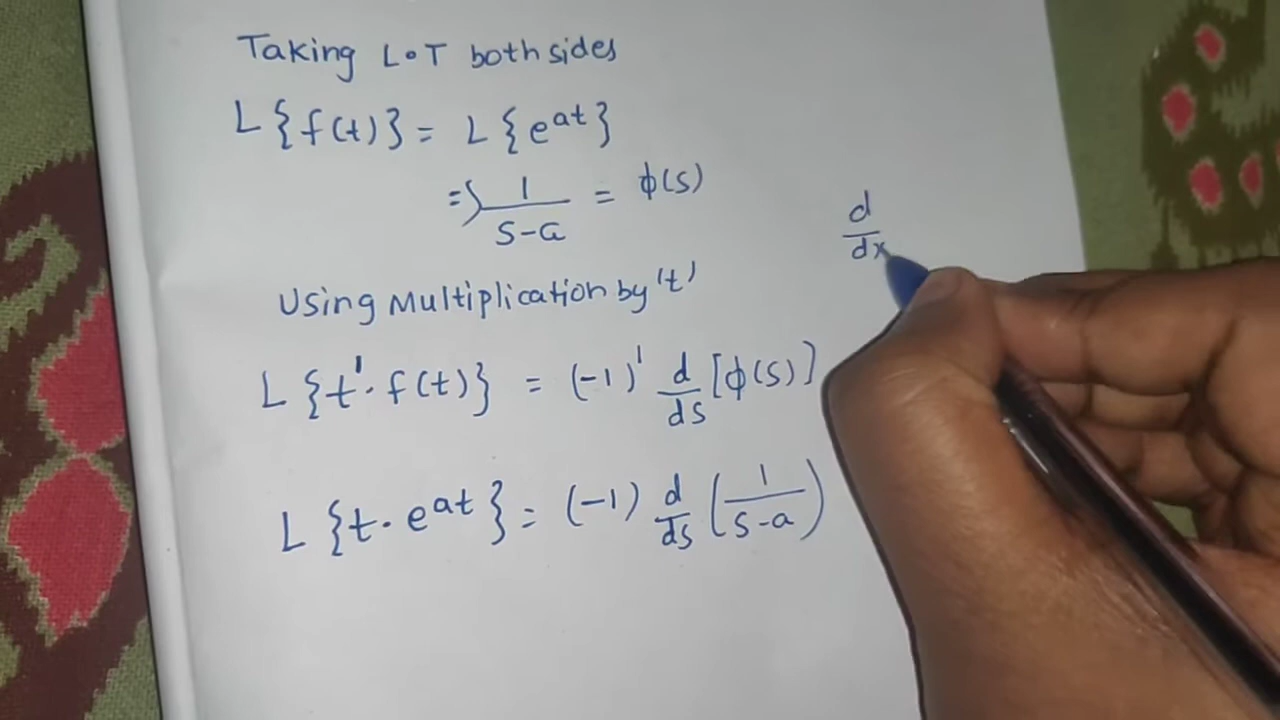 Taking L∘T both sides
L{f(t)} = L{e^at}
=> 1/(s-a) = ϕ(s)
d/dx
Using Multiplication by 't'
L{t^1. f(t)} = (-1)^1 d/ds [ϕ(s)]
L{t. e^at} = (-1) d/ds (1/(s-a))